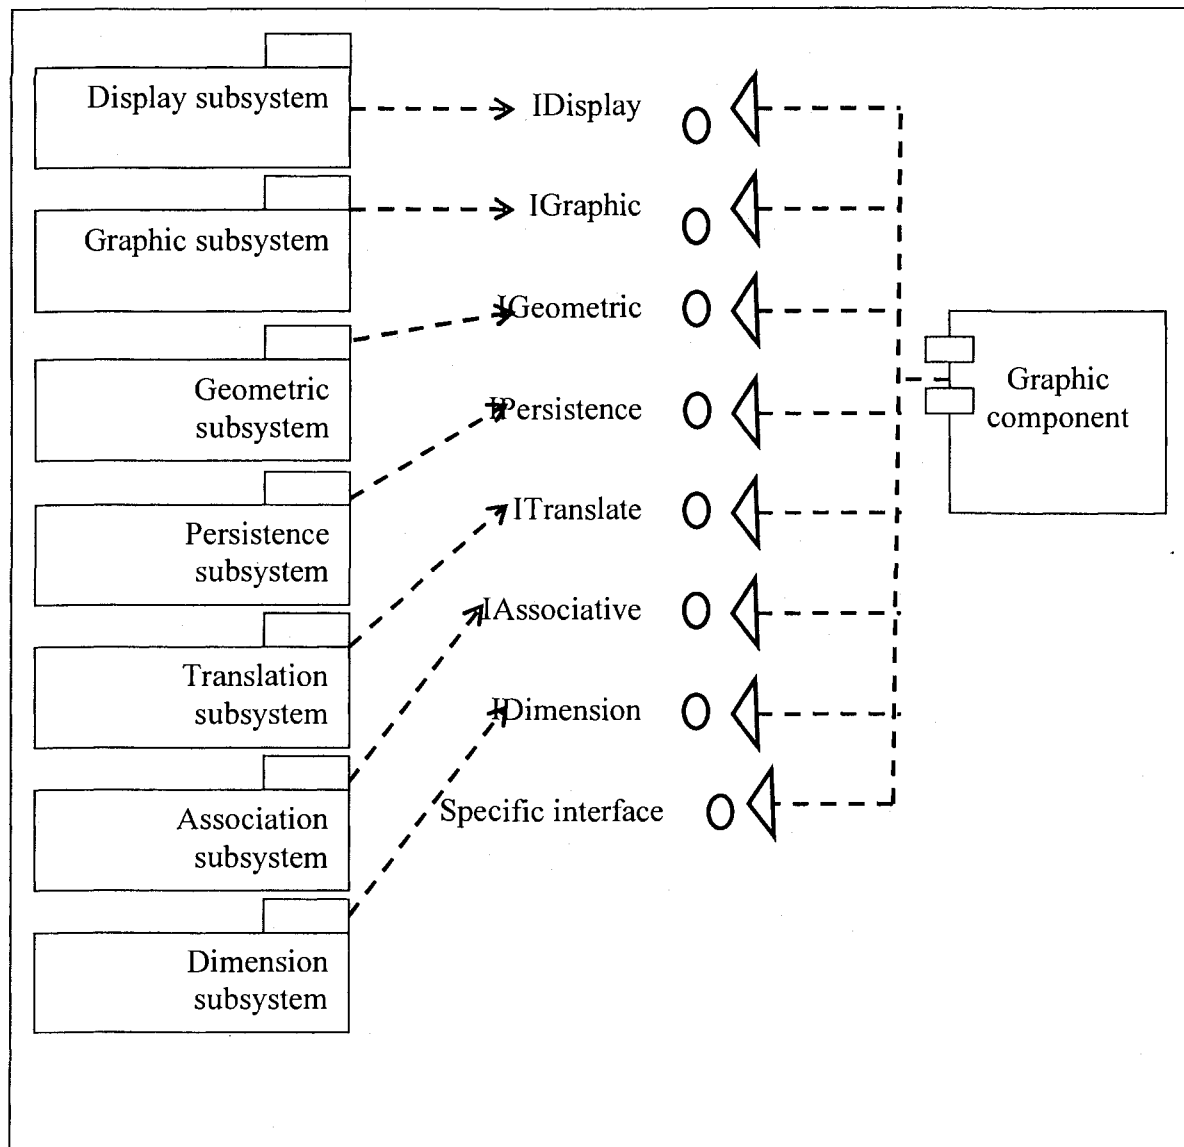 Display subsystem
IDisplay
Graphic subsystem
IGraphic
Geometric
subsystem
IGeometric
Persistence
subsystem
IPersistence
Translation
subsystem
ITranslate
Association
subsystem
IAssociative
Dimension
subsystem
IDimension
Specific interface
Graphic
component